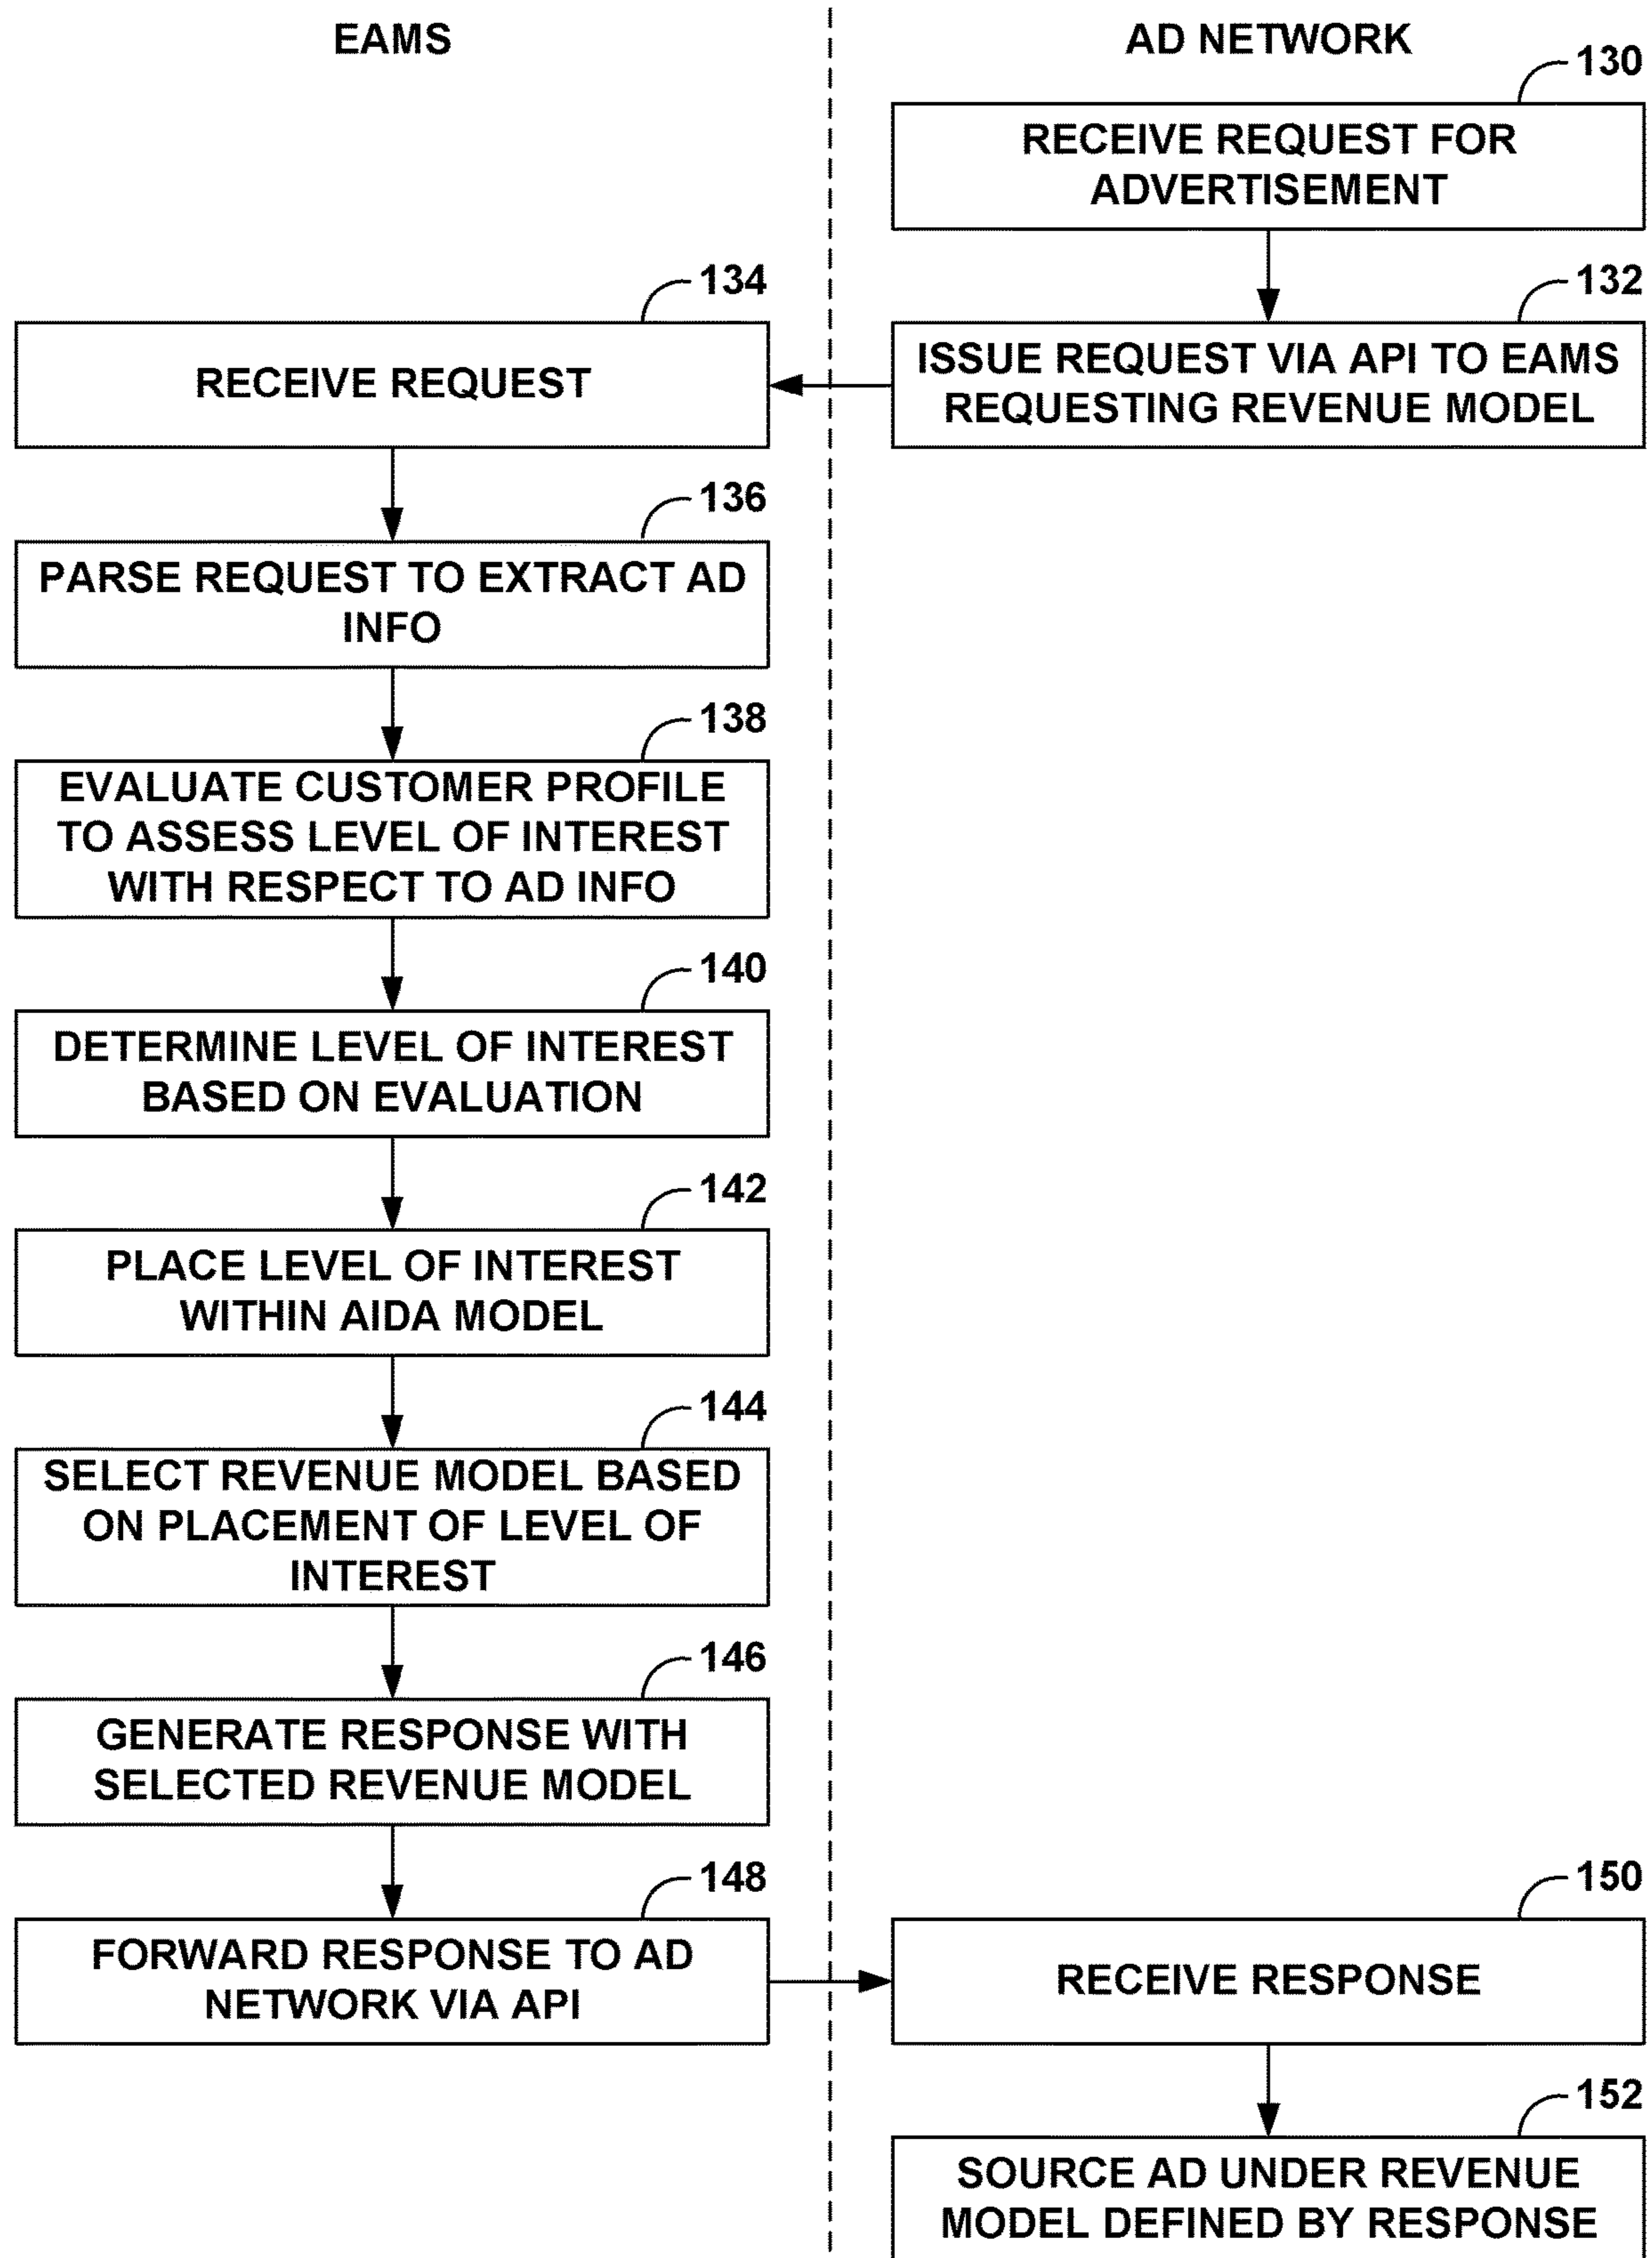 EAMS
AD NETWORK
130
RECEIVE REQUEST FOR
ADVERTISEMENT
132
ISSUE REQUEST VIA API TO EAMS
REQUESTING REVENUE MODEL
134
RECEIVE REQUEST
136
PARSE REQUEST TO EXTRACT AD
INFO
138
EVALUATE CUSTOMER PROFILE
TO ASSESS LEVEL OF INTEREST
WITH RESPECT TO AD INFO
140
DETERMINE LEVEL OF INTEREST
BASED ON EVALUATION
142
PLACE LEVEL OF INTEREST
WITHIN AIDA MODEL
144
SELECT REVENUE MODEL BASED
ON PLACEMENT OF LEVEL OF
INTEREST
146
GENERATE RESPONSE WITH
SELECTED REVENUE MODEL
148
FORWARD RESPONSE TO AD
NETWORK VIA API
150
RECEIVE RESPONSE
152
SOURCE AD UNDER REVENUE
MODEL DEFINED BY RESPONSE